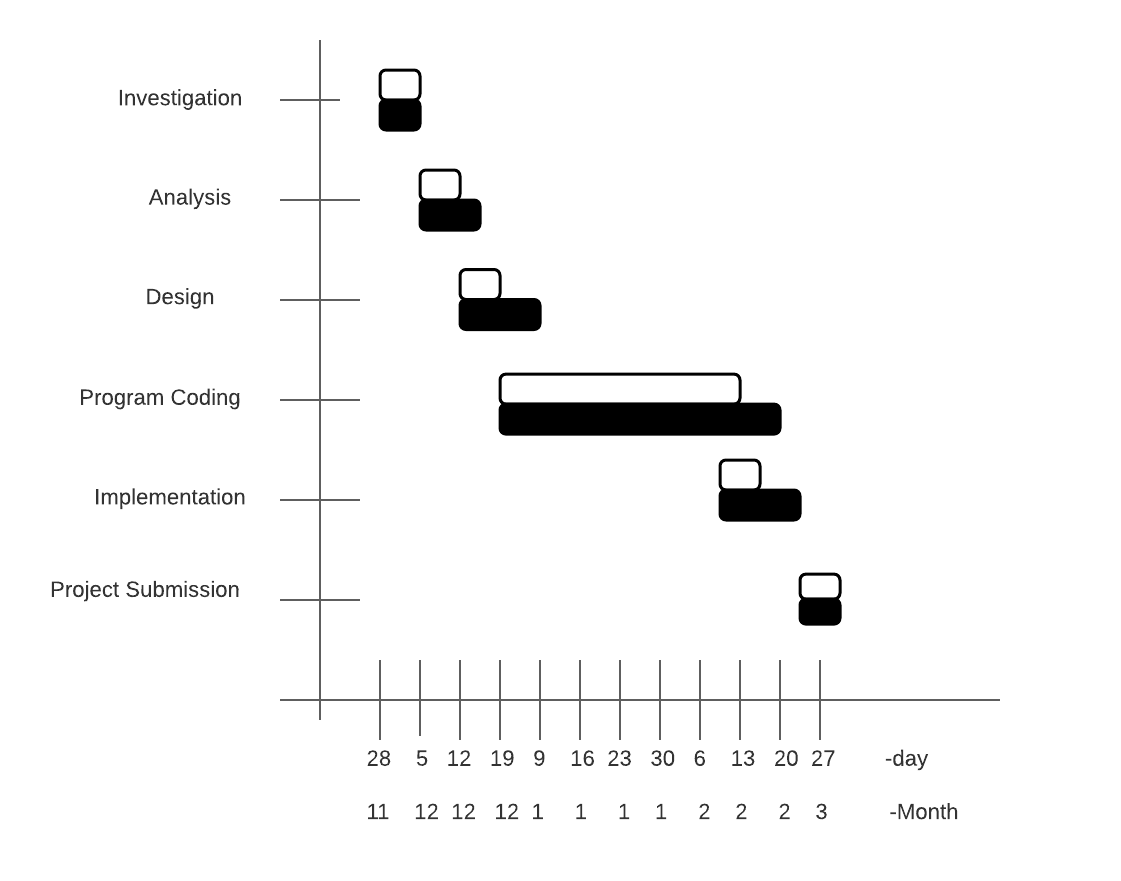 Investigation
Analysis
Design
Program Coding
Implementation
Project Submission
28 5 12 19 9 16 23 30 6 13 20 27 -day
11 12 12 12 1 1 1 1 2 2 2 3 -Month